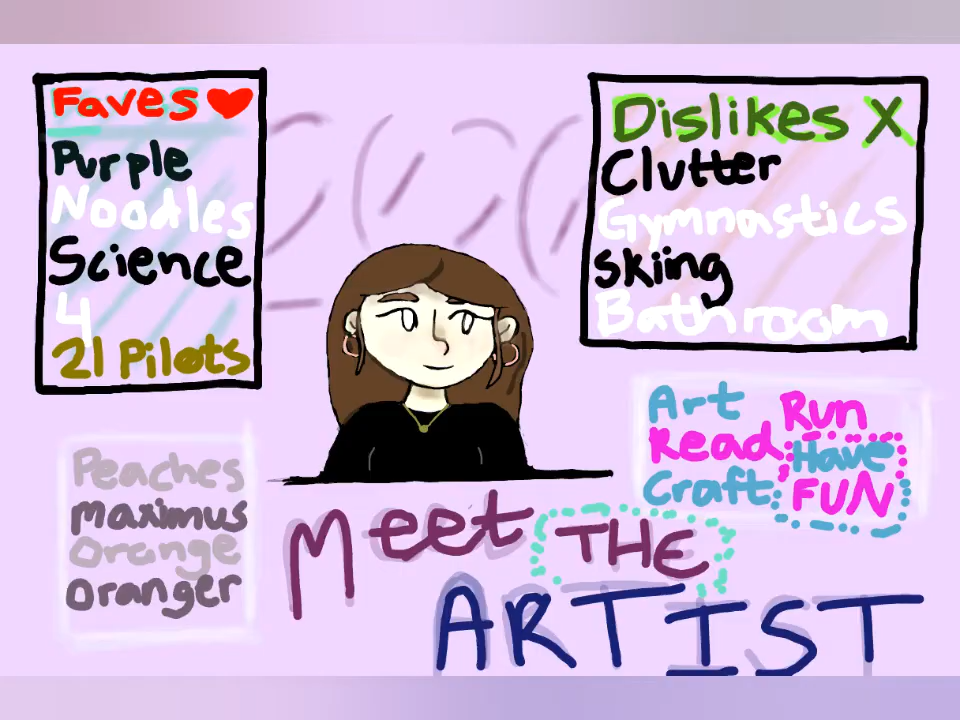 Faves
Purple
Noodles
Science
4
21 Pilots
Dislikes X
Clutter
Gymnastics
Skiing
Bathroom
Art
Read
Craft
Run
Have
FUN
Peaches
Maximus
Orange
Oranger
Meet THE
ARTIST